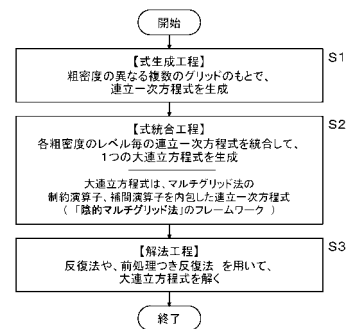 開始
S1
【式生成工程】
粗密度の異なる複数のグリッドのもとで、
連立一次方程式を生成
S2
【式統合工程】
各粗密度のレベル毎の連立一次方程式を統合して、
1つの大連立方程式を生成
大連立方程式は、マルチグリッド法の
制約演算子、補間演算子を内包した連立一次方程式
(「陰的マルチグリッド法」のフレームワーク )
S3
【解法工程】
反復法や、前処理つき反復法 を用いて、
大連立方程式を解く
終了